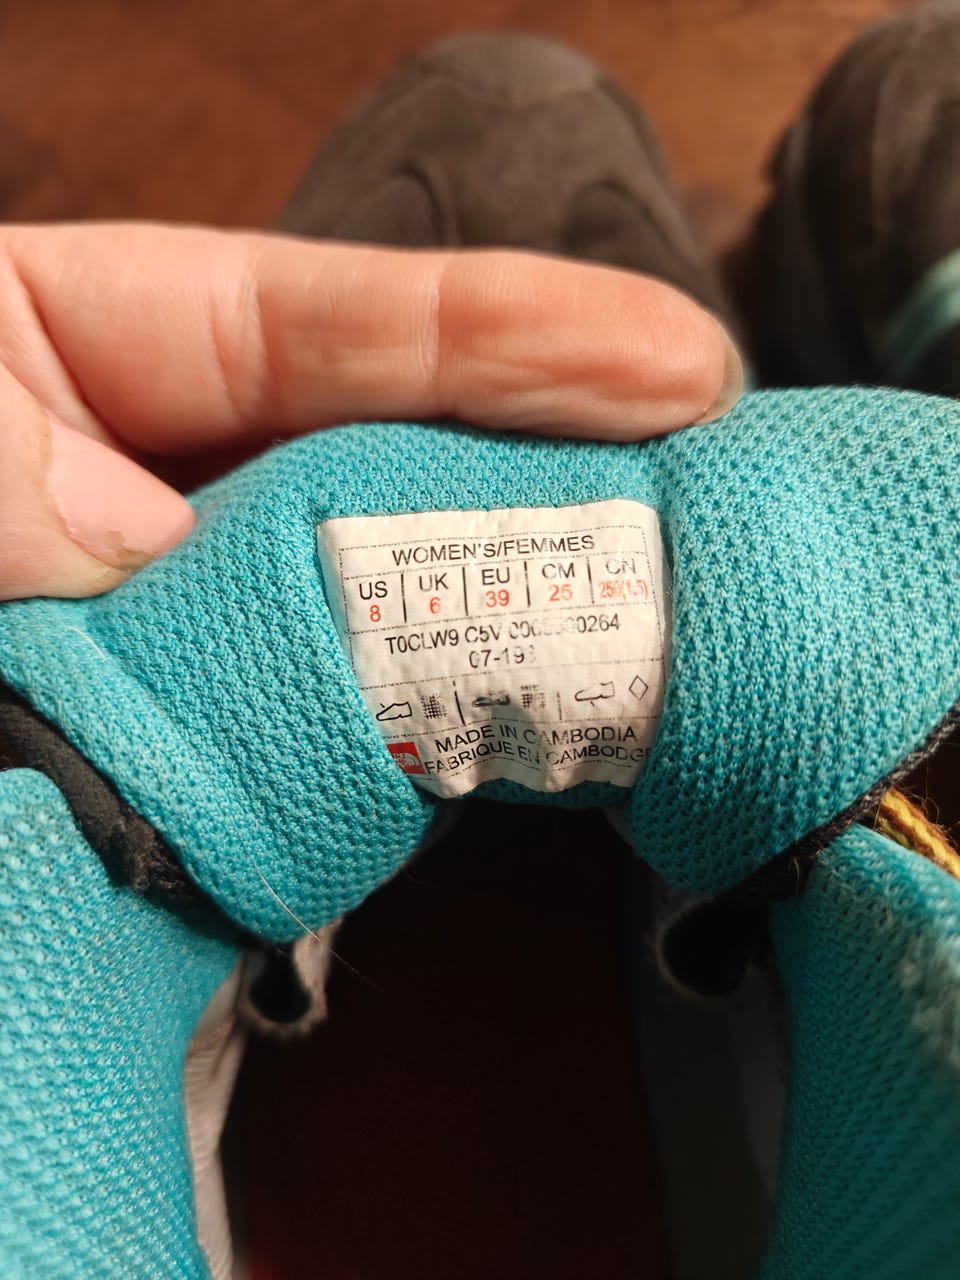 WOMEN'S/FEMMES
US UK EU CM CN
8 6 39 25 250(1.5)
T0CLW9 C5V
MADE IN CAMBODIA
FABRIQUE EN CAMBODGE